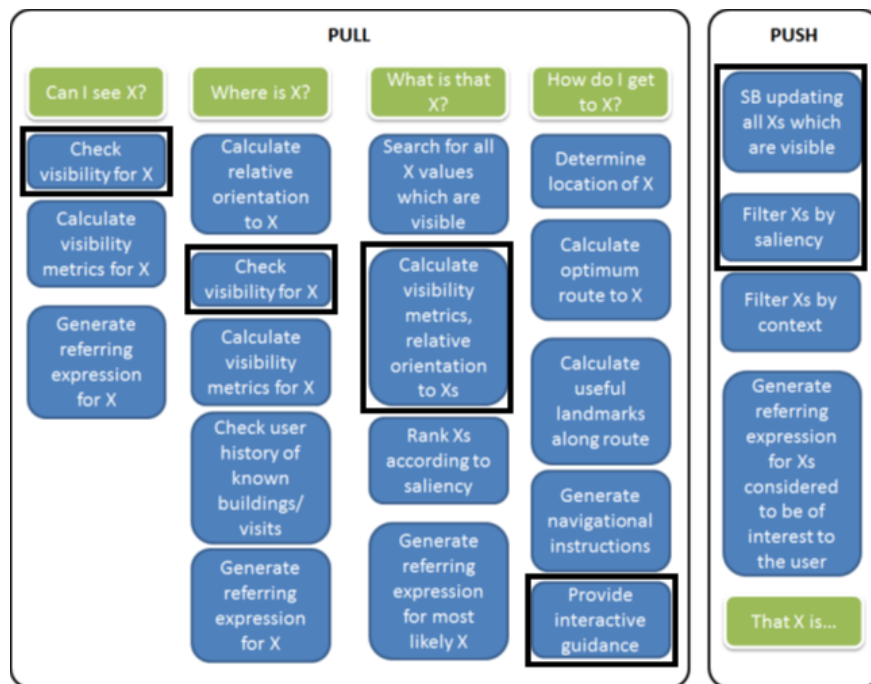 PULL
Can I see X?
Check
visibility for X
Calculate
visibility
metrics for X
Generate
referring
expression
for X
Where is X?
Calculate
relative
orientation
to X
Check
visibility for X
Calculate
visibility
metrics for X
Check user
history of
known
buildings/
visits
Generate
referring
expression
for X
What is that
X?
Search for all
X values
which are
visible
Calculate
visibility
metrics,
relative
orientation
to Xs
Rank Xs
according to
saliency
Generate
referring
expression
for most
likely X
How do I get
to X?
Determine
location of X
Calculate
optimum
route to X
Calculate
useful
landmarks
along route
Generate
navigational
instructions
Provide
interactive
guidance
PUSH
SB updating
all Xs which
are visible
Filter Xs by
saliency
Filter Xs by
context
Generate
referring
expression
for Xs
considered
to be of
interest to
the user
That X is...